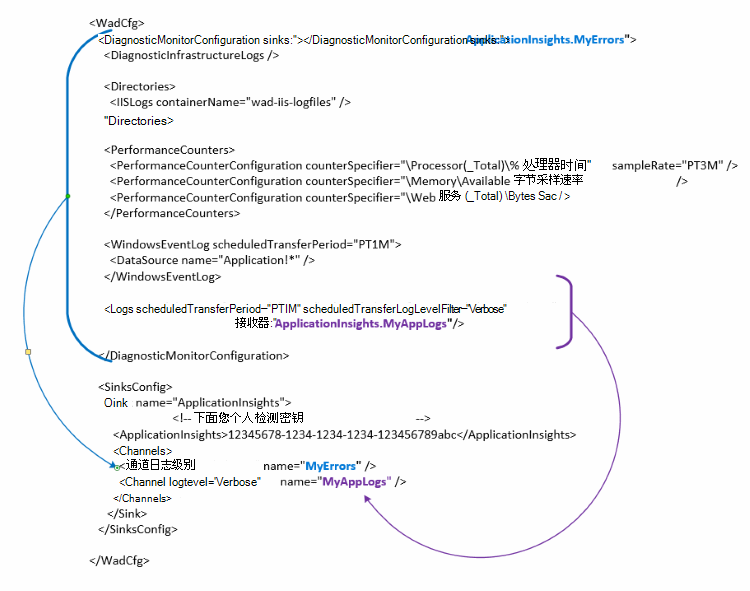 <WadCfg>
<DiagnosticMonitorConfiguration sinks:"></DiagnosticMonitorConfiguration sinks:"> ApplicationInsights.MyErrors">
<DiagnosticInfrastructureLogs />
<Directories>
<IISLogs containerName="wad-iis-logfiles" />
"Directories>
<PerformanceCounters>
<PerformanceCounterConfiguration counterSpecifier="\Processor(_Total)\% 处理器时间" sampleRate="PT3M" />
<PerformanceCounterConfiguration counterSpecifier="\Memory\Available 字节采样速率 />
<PerformanceCounterConfiguration counterSpecifier="\Web 服务 (_Total) \Bytes Sac / >
</PerformanceCounters>
<WindowsEventLog scheduledTransferPeriod="PT1M">
<DataSource name="Application!*" />
</WindowsEventLog>
<Logs scheduledTransferPeriod="PTIM" scheduledTransferLogLevelFilter="Verbose"
接收器:"ApplicationInsights.MyAppLogs"/>
</DiagnosticMonitorConfiguration>
<SinksConfig>
Oink name="ApplicationInsights">
<!-- 下面您个人检测密钥 -->
<ApplicationInsights>12345678-1234-1234-1234-123456789abc</ApplicationInsights>
<Channels>
<通道日志级别 name="MyErrors" />
<Channel logtevel="Verbose" name="MyAppLogs" />
</Channels>
</Sink>
</SinksConfig>
</WadCfg>